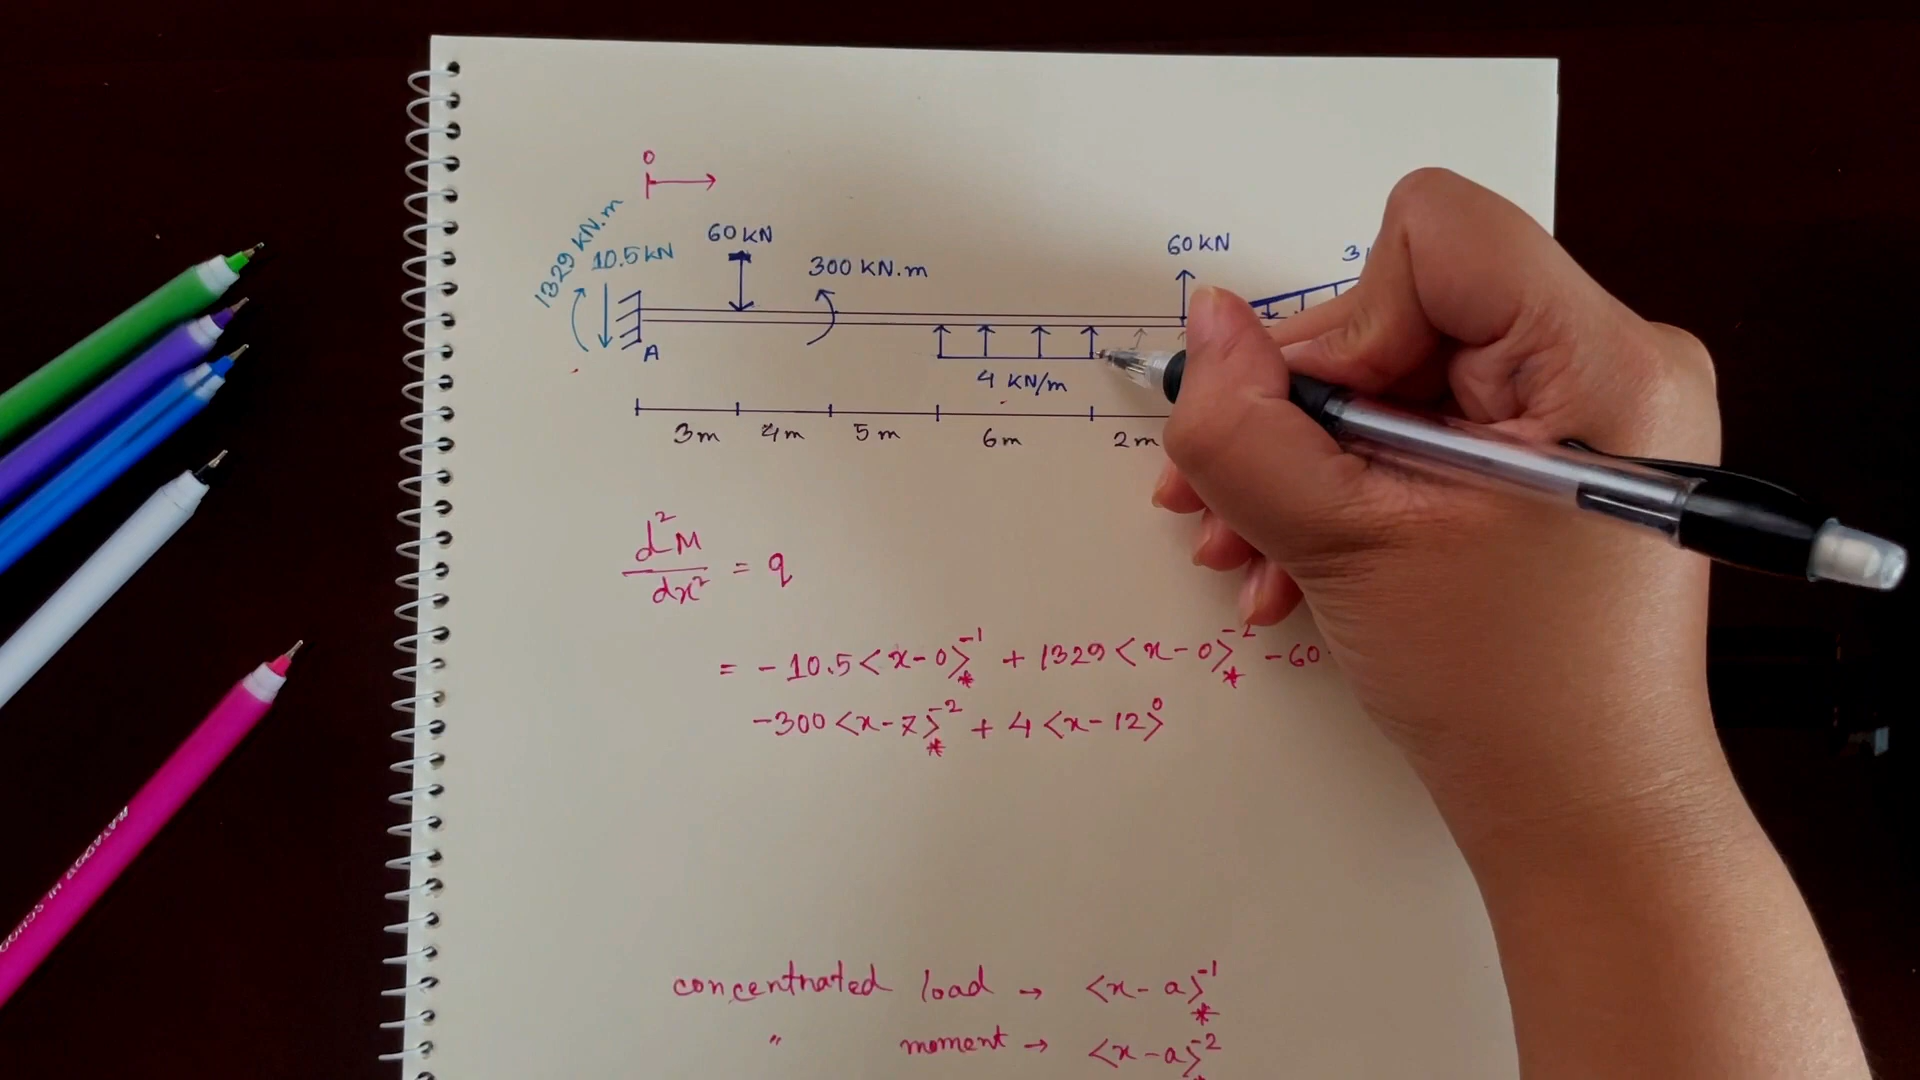 0
1329 KN.m
10.5 KN
60 KN
300 KN.m
60 KN
3
A
4 KN/m
3m 4m 5m 6m 2m
d²M/dx² = q
= -10.5<x-0>⁻¹* + 1329<x-0>⁻²* -60
-300<x-7>⁻²* + 4<x-12>⁰
concentrated load → <x-a>⁻¹*
" moment → <x-a>⁻²*